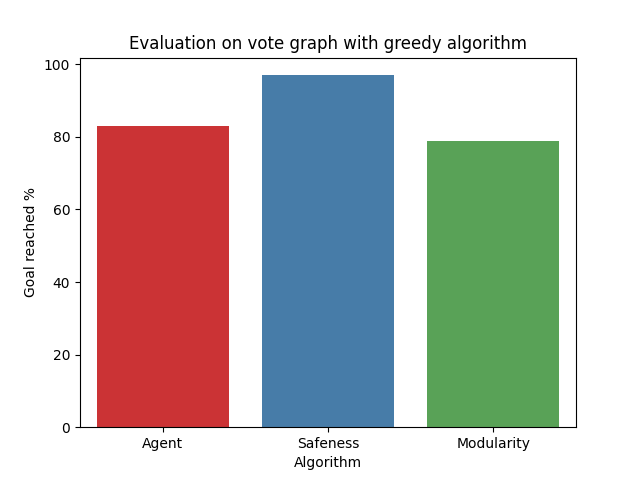 Evaluation on vote graph with greedy algorithm
100
80
60
40
20
0
Goal reached %
Agent
Safeness
Modularity
Algorithm